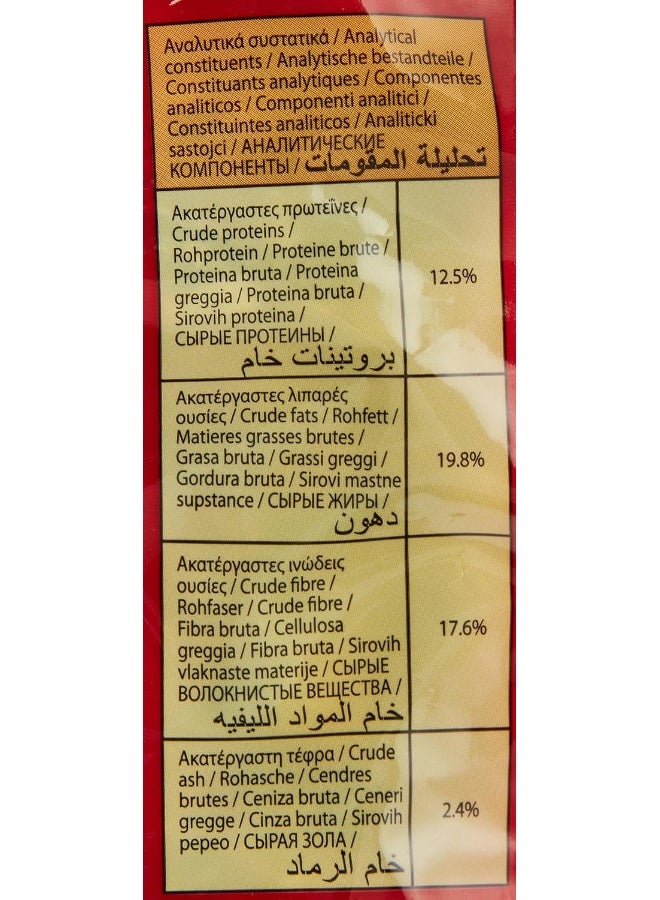 Αναλυτικά συστατικά / Analytical
constituents / Analytische bestandteile /
Constituants analytiques / Componentes
analiticos / Componenti analitici /
Constituintes analiticos / Analiticki
sastojci / АНАЛИТИЧЕСКИЕ
КОМПОНЕНТЫ / تحليلة المقومات
Ακατέργαστες πρωτεΐνες /
Crude proteins /
Rohprotein / Proteine brute /
Proteina bruta / Proteina
greggia / Proteina bruta /
Sirovih proteina /
СЫРЫЕ ПРОТЕИНЫ /
بروتينات خام
12.5%
Ακατέργαστες λιπαρές
ουσίες / Crude fats / Rohfett /
Matieres grasses brutes /
Grasa bruta / Grassi greggi /
Gordura bruta / Sirovi mastne
supstance / СЫРЫЕ ЖИРЫ /
دهون
19.8%
Ακατέργαστες ινώδεις
ουσίες / Crude fibre /
Rohfaser / Crude fibre /
Fibra bruta / Cellulosa
greggia / Fibra bruta / Sirovih
vlaknaste materije / СЫРЫЕ
ВОЛОКНИСТЫЕ ВЕЩЕСТВА /
خام المواد الليفيه
17.6%
Ακατέργαστη τέφρα / Crude
ash / Rohasche / Cendres
brutes / Ceniza bruta / Ceneri
gregge / Cinza bruta / Sirovih
pepeo / СЫРАЯ ЗОЛА /
خام الرماد
2.4%